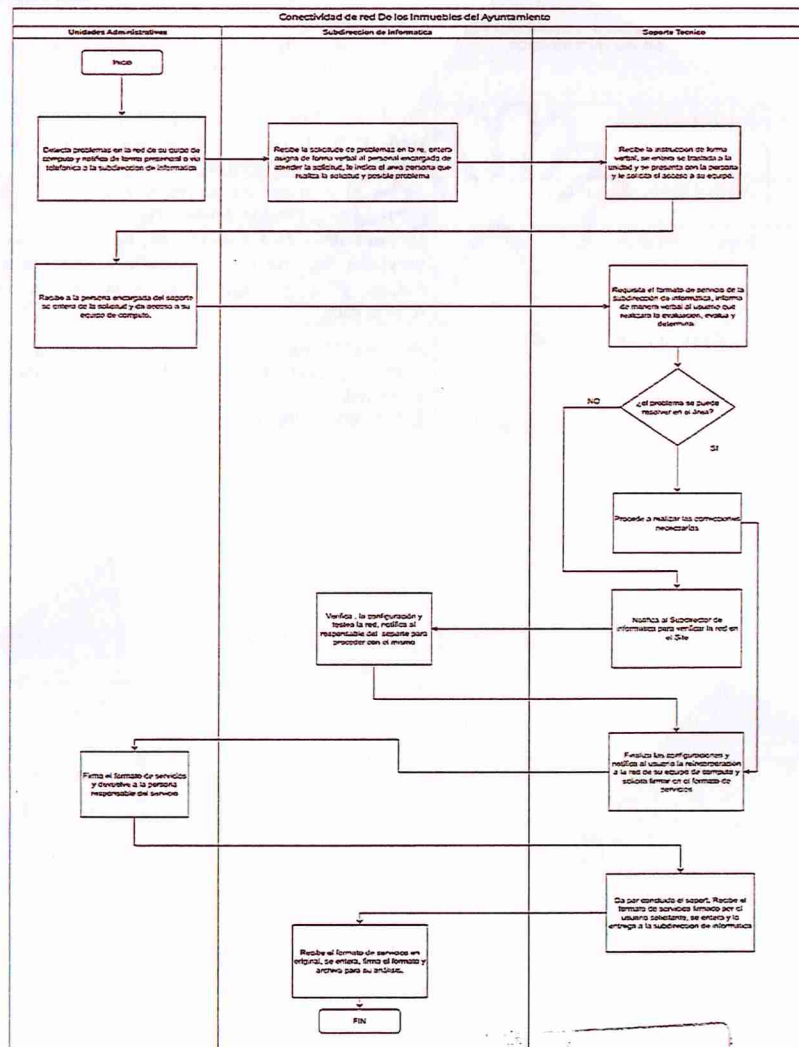 Conectividad de red De los Inmuebles del Ayuntamiento
Unidades Administrativas
Subdireccion de Informatica
Soporte Tecnico
INICIO
Detecta problemas en la red de su quipo de
computo y notifica de forma presencial o via
telefonica a la subdireccion de informatica
Recibe la solicitude de problemas en la re, entera
asigna de forma verbal al personal encargado de
atender la solicitud, le indica el area persona que
realiza la solicitud y posible problema
Recibe la instruccion de forma
verbal, se entera se traslada a la
unidad y se presenta con la persona
y le solicita el acceso a su equipo.
Recibe a la persona encargada del soporte
se entera de la solicitud y da acceso a su
equipo de computo.
Requisita el formato de servicio de la
subdirección de informática, informa
de manera verbal al usuario que
realizara la evaluacion, evalua y
determina
¿el problema se puede
resolver en el área?
NO
SI
Procede a realizar las correcciones
necesarias
Notifica al Subdirector de
informatica para verificar la red en
el Site
Verifica , la configuración y
testea la red, notifica al
responsable del soporte para
proceder con el mismo
Finaliza las configuraciones y
notifica al usuario la reincorporación
a la red de su equipo de computo y
solicita firmar en el formato de
servicios
Firma el formato de servicios
y devuelve a la persona
responsable del servicio
Da por concluido el soport. Recibe el
formato de servicios firmado por el
usuario solicitante, se entera y lo
entrega a la subdireccion de informatica
Recibe el formato de servicios en
original, se entera, firma el formato y
archiva para su análisis.
FIN